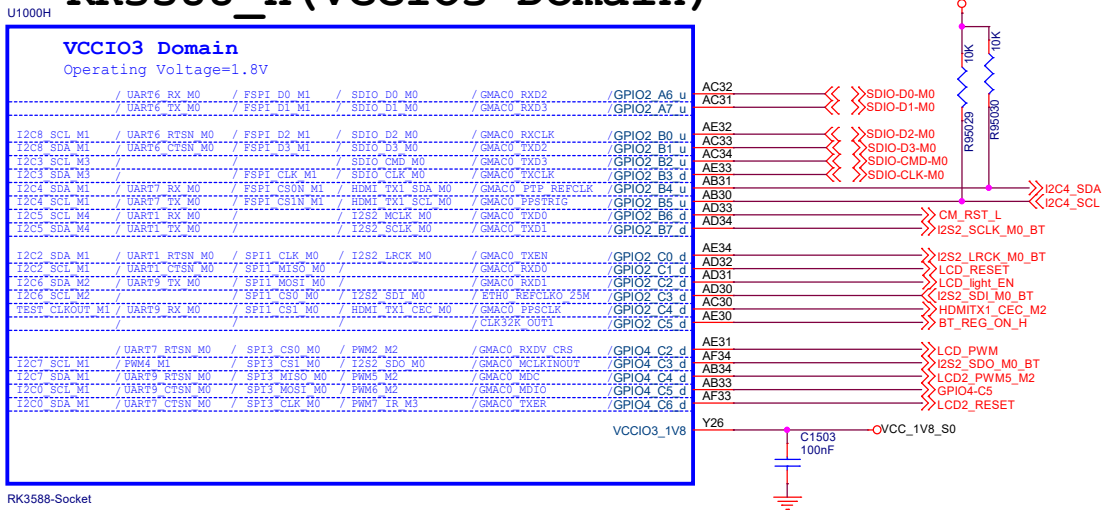 RK3588_H(VCCIO3 Domain)
U1000H
VCCIO3 Domain
Operating Voltage=1.8V
/ UART6_RX_M0 / FSPI_D0_M1 / SDIO_D0_M0 / GMAC0_RXD2 /GPIO2_A6_u AC32 SDIO-D0-M0
/ UART6_TX_M0 / FSPI_D1_M1 / SDIO_D1_M0 / GMAC0_RXD3 /GPIO2_A7_u AC31 SDIO-D1-M0
I2C8_SCL_M1 / UART6_RTSN_M0 / FSPI_D2_M1 / SDIO_D2_M0 / GMAC0_RXCLK /GPIO2_B0_u AE32 SDIO-D2-M0
I2C8_SDA_M1 / UART6_CTSN_M0 / FSPI_D3_M1 / SDIO_D3_M0 / GMAC0_TXD2 /GPIO2_B1_u AC33 SDIO-D3-M0
I2C3_SCL_M3 / / SDIO_CMD_M0 / GMAC0_TXD3 /GPIO2_B2_u AC34 SDIO-CMD-M0
I2C3_SDA_M3 / / FSPI_CLK_M1 / SDIO_CLK_M0 / GMAC0_TXCLK /GPIO2_B3_d AE33 SDIO-CLK-M0
I2C4_SDA_M1 / UART7_RX_M0 / FSPI_CS0N_M1 / HDMI_TX1_SDA_M0 / GMAC0_PTP_REFCLK /GPIO2_B4_u AB31 I2C4_SDA
I2C4_SCL_M1 / UART7_TX_M0 / FSPI_CS1N_M1 / HDMI_TX1_SCL_M0 / GMAC0_PPSTRIG /GPIO2_B5_u AB30 I2C4_SCL
I2C5_SCL_M4 / UART1_RX_M0 / / I2S2_MCLK_M0 / GMAC0_TXD0 /GPIO2_B6_d AD33 CM_RST_L
I2C5_SDA_M4 / UART1_TX_M0 / / I2S2_SCLK_M0 / GMAC0_TXD1 /GPIO2_B7_d AD34 I2S2_SCLK_M0_BT
I2C2_SDA_M1 / UART1_RTSN_M0 / SPI1_CLK_M0 / I2S2_LRCK_M0 / GMAC0_TXEN /GPIO2_C0_d AE34 I2S2_LRCK_M0_BT
I2C2_SCL_M1 / UART1_CTSN_M0 / SPI1_MISO_M0 / / GMAC0_RXD0 /GPIO2_C1_d AD32 LCD_RESET
I2C6_SDA_M2 / UART9_TX_M0 / SPI1_MOSI_M0 / / GMAC0_RXD1 /GPIO2_C2_d AD31 LCD_light_EN
I2C6_SCL_M2 / / SPI1_CS0_M0 / I2S2_SDI_M0 / ETH0_REFCLKO_25M /GPIO2_C3_d AD30 I2S2_SDI_M0_BT
TEST_CLKOUT_M1 / UART9_RX_M0 / SPI1_CS1_M0 / HDMI_TX1_CEC_M0 / GMAC0_PPSCLK /GPIO2_C4_d AC30 HDMITX1_CEC_M2
/ / / /CLK32K_OUT1 /GPIO2_C5_d AE30 BT_REG_ON_H
/ UART7_RTSN_M0 / SPI3_CS0_M0 / PWM2_M2 /GMAC0_RXDV_CRS /GPIO4_C2_d AE31 LCD_PWM
I2C7_SCL_M1 / PWM4_M1 / SPI3_CS1_M0 / I2S2_SDO_M0 /GMAC0_MCLKINOUT /GPIO4_C3_d AF34 I2S2_SDO_M0_BT
I2C7_SDA_M1 / UART9_RTSN_M0 / SPI3_MISO_M0 / PWM5_M2 /GMAC0_MDC /GPIO4_C4_d AB34 LCD2_PWM5_M2
I2C0_SCL_M1 / UART9_CTSN_M0 / SPI3_MOSI_M0 / PWM6_M2 /GMAC0_MDIO /GPIO4_C5_d AB33 GPIO4-C5
I2C0_SDA_M1 / UART7_CTSN_M0 / SPI3_CLK_M0 / PWM7_IR_M3 /GMAC0_TXER /GPIO4_C6_d AF33 LCD2_RESET
VCCIO3_1V8 Y26 VCC_1V8_S0
C1503
100nF
10K
R95029
10K
R95030
RK3588-Socket